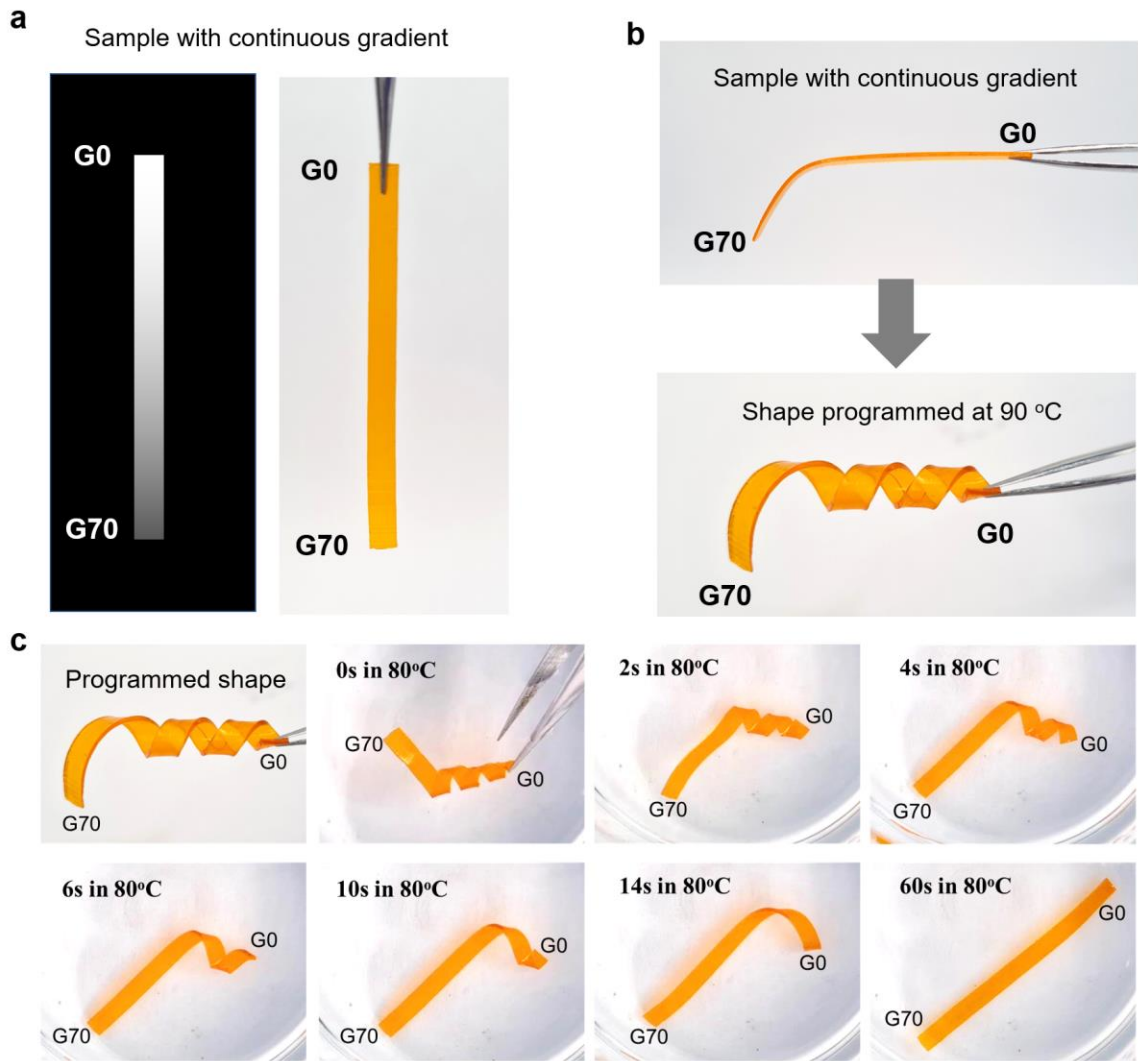 a
Sample with continuous gradient
G0
G0
G70
G70
b
Sample with continuous gradient
G0
G70
Shape programmed at 90 °C
G0
G70
c
Programmed shape
G0
G70
0s in 80°C
G70
G0
2s in 80°C
G0
G70
4s in 80°C
G0
G70
6s in 80°C
G0
G70
10s in 80°C
G0
G70
14s in 80°C
G0
G70
60s in 80°C
G0
G70